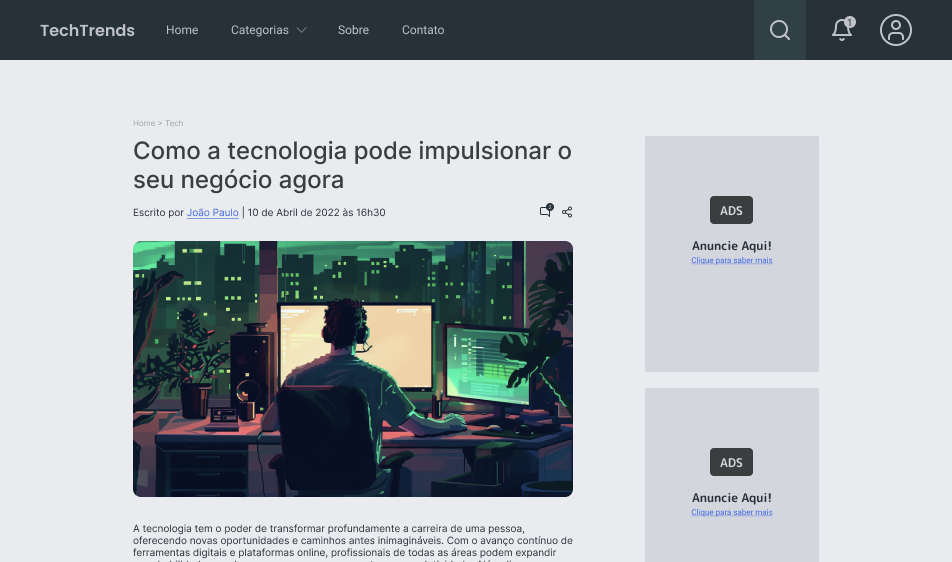 TechTrends
Home
Categorias
Sobre
Contato
1
Home > Tech
Como a tecnologia pode impulsionar o
seu negócio agora
Escrito por João Paulo | 10 de Abril de 2022 às 16h30
ADS
Anuncie Aqui!
Clique para saber mais
A tecnologia tem o poder de transformar profundamente a carreira de uma pessoa,
oferecendo novas oportunidades e caminhos antes inimagináveis. Com o avanço contínuo de
ferramentas digitais e plataformas online, profissionais de todas as áreas podem expandir
ADS
Anuncie Aqui!
Clique para saber mais